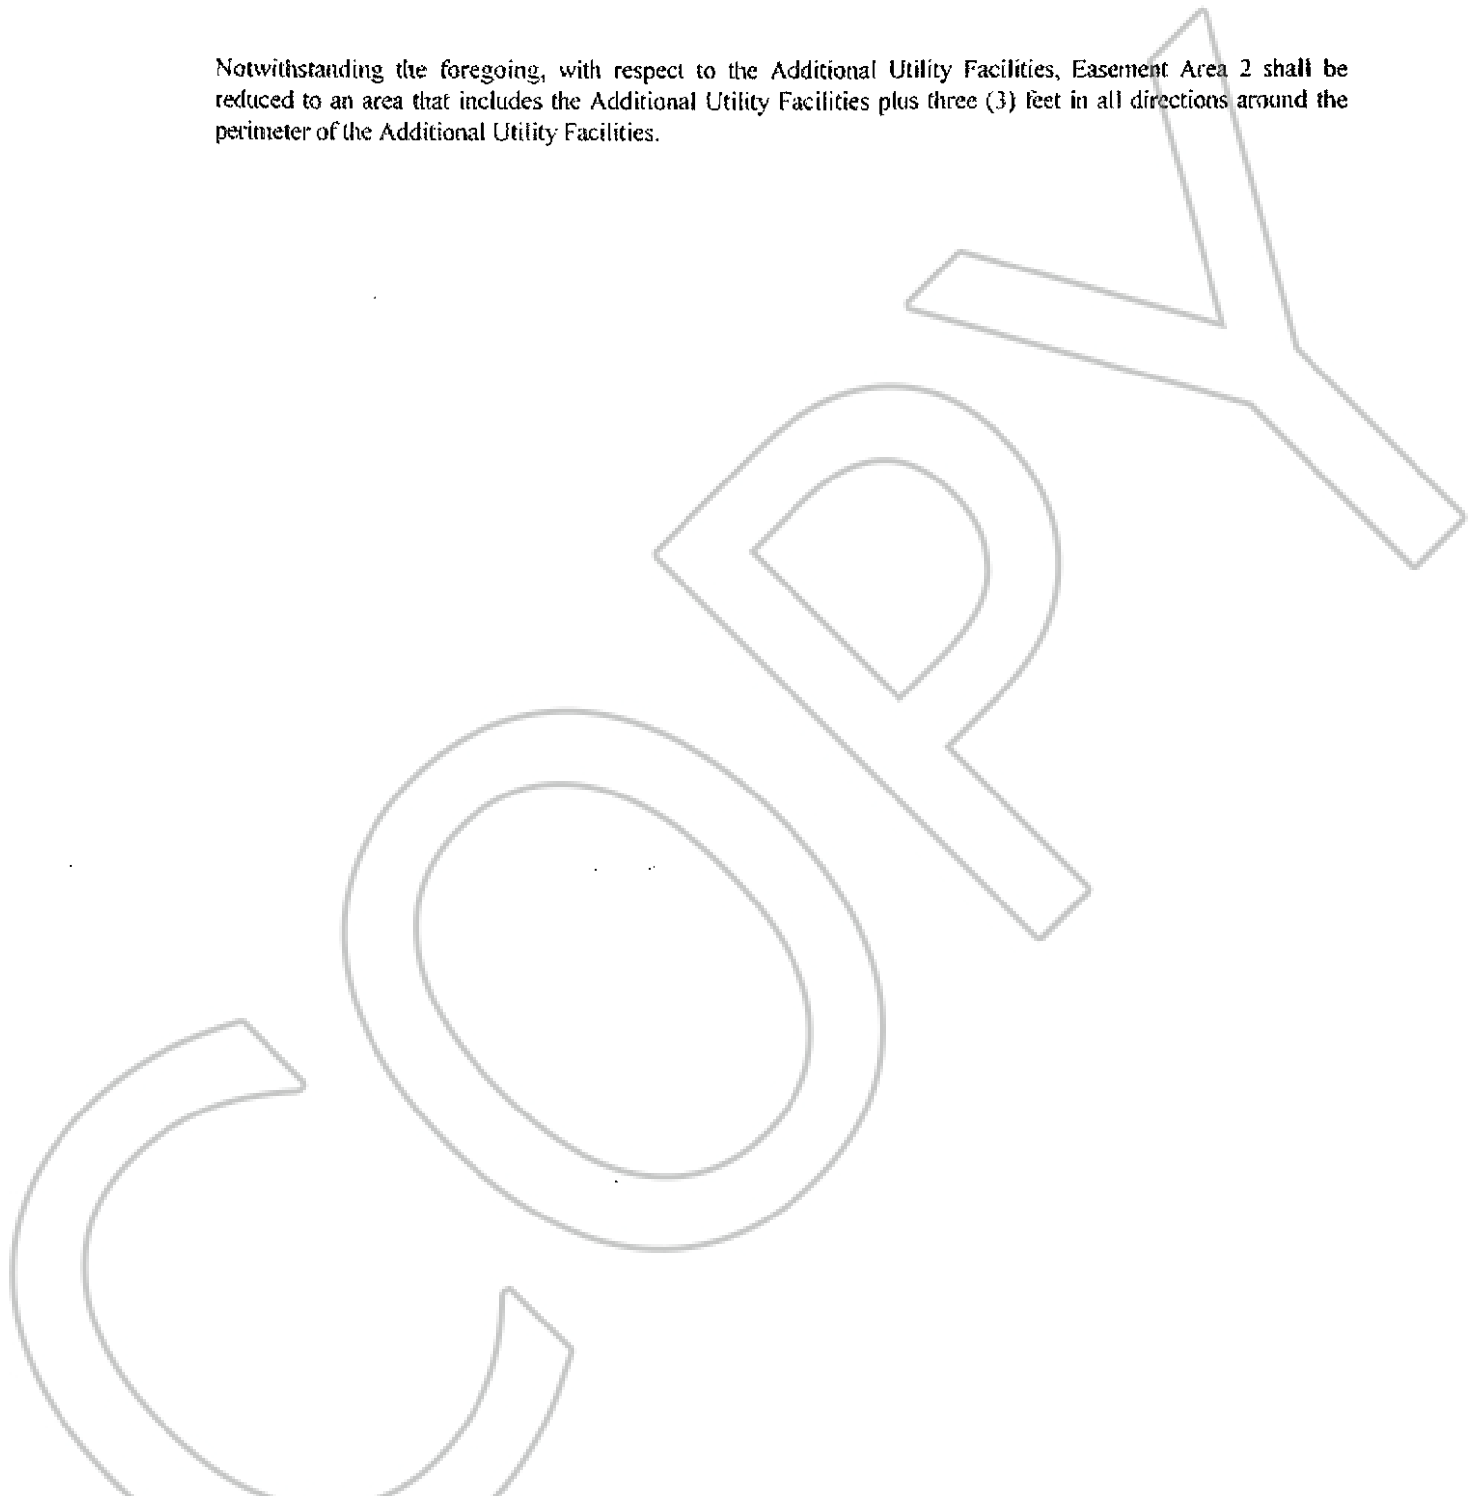 Notwithstanding the foregoing, with respect to the Additional Utility Facilities, Easement Area 2 shall be
reduced to an area that includes the Additional Utility Facilities plus three (3) feet in all directions around the
perimeter of the Additional Utility Facilities.
COPY